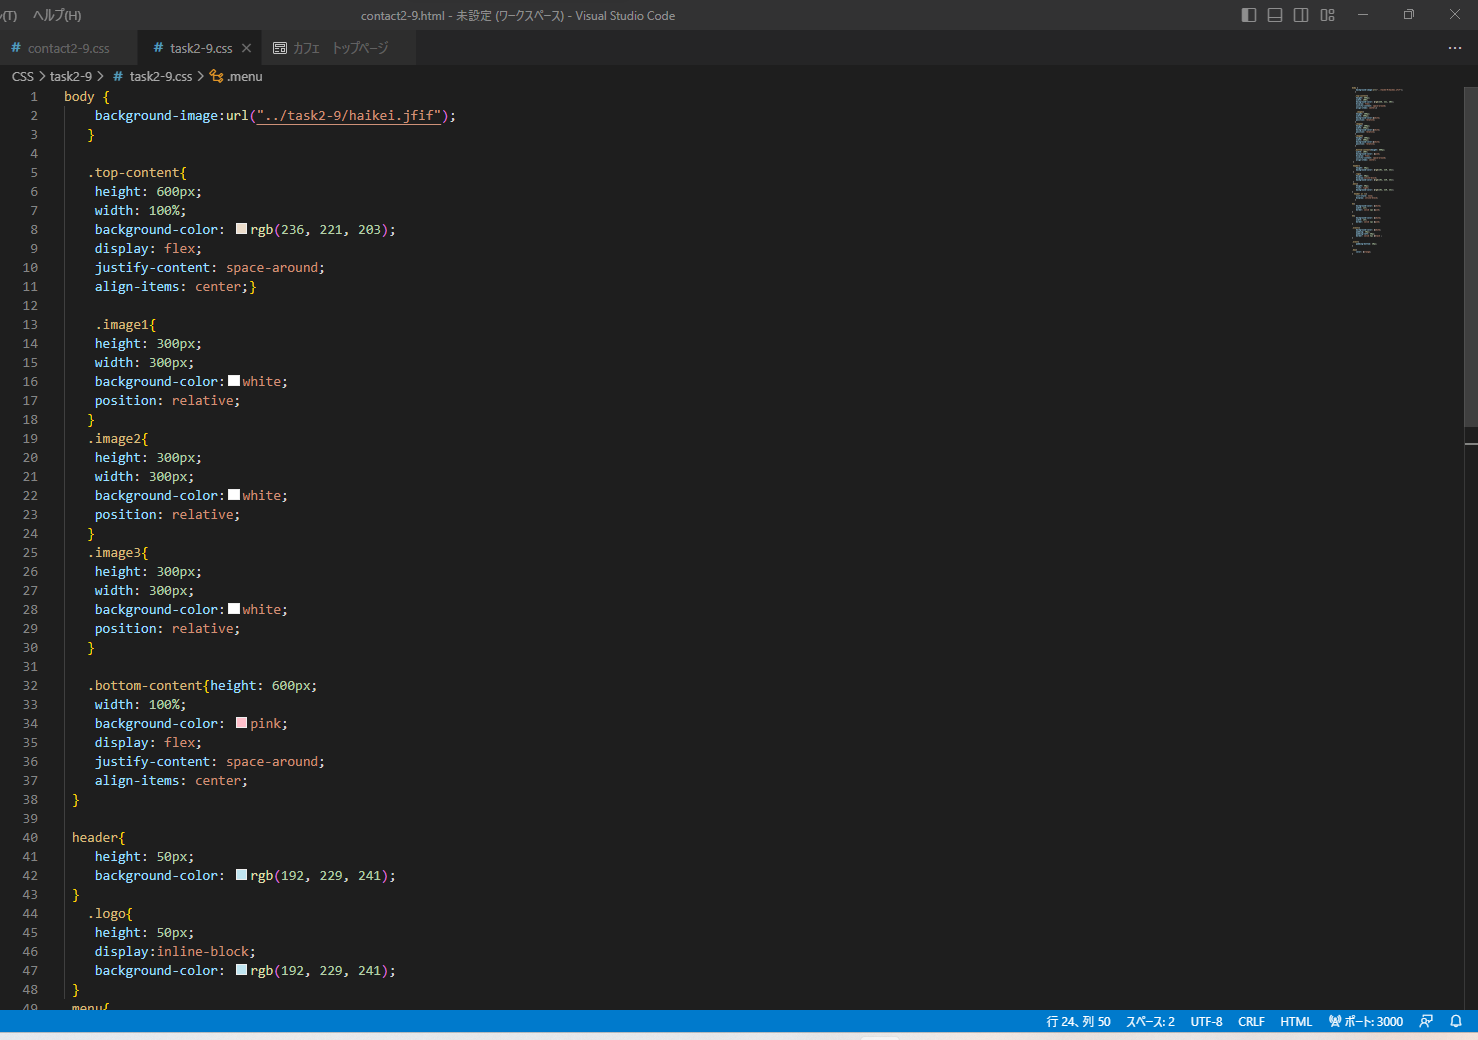 (T) ヘルプ(H) contact2-9.html - 未設定 (ワークスペース) - Visual Studio Code
# contact2-9.css # task2-9.css カフェ トップページ
CSS > task2-9 > # task2-9.css > .menu
1 body {
2 background-image:url("../task2-9/haikei.jfif");
3 }
4
5 .top-content{
6 height: 600px;
7 width: 100%;
8 background-color: rgb(236, 221, 203);
9 display: flex;
10 justify-content: space-around;
11 align-items: center;}
12
13 .image1{
14 height: 300px;
15 width: 300px;
16 background-color:white;
17 position: relative;
18 }
19 .image2{
20 height: 300px;
21 width: 300px;
22 background-color:white;
23 position: relative;
24 }
25 .image3{
26 height: 300px;
27 width: 300px;
28 background-color:white;
29 position: relative;
30 }
31
32 .bottom-content{height: 600px;
33 width: 100%;
34 background-color: pink;
35 display: flex;
36 justify-content: space-around;
37 align-items: center;
38 }
39
40 header{
41 height: 50px;
42 background-color: rgb(192, 229, 241);
43 }
44 .logo{
45 height: 50px;
46 display:inline-block;
47 background-color: rgb(192, 229, 241);
48 }
49 menu{
行 24、列 50 スペース: 2 UTF-8 CRLF HTML ポート: 3000